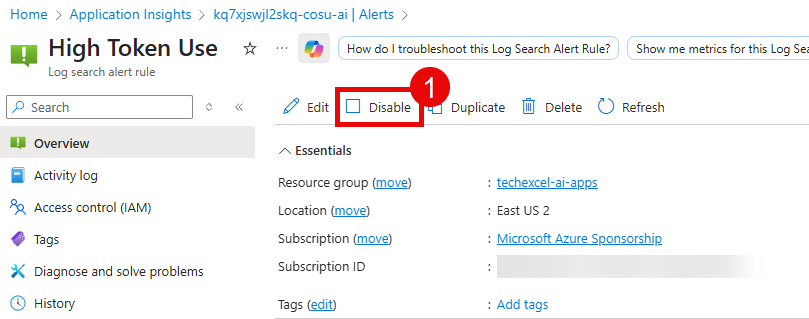 Home > Application Insights > kq7xjswjl2skq-cosu-ai | Alerts >
High Token Use
Log search alert rule
How do I troubleshoot this Log Search Alert Rule?
Show me metrics for this Log Sear
1
Search
Edit
Disable
Duplicate
Delete
Refresh
Overview
Activity log
Access control (IAM)
Tags
Diagnose and solve problems
History
Essentials
Resource group (move) : techexcel-ai-apps
Location (move) : East US 2
Subscription (move) : Microsoft Azure Sponsorship
Subscription ID :
Tags (edit) : Add tags